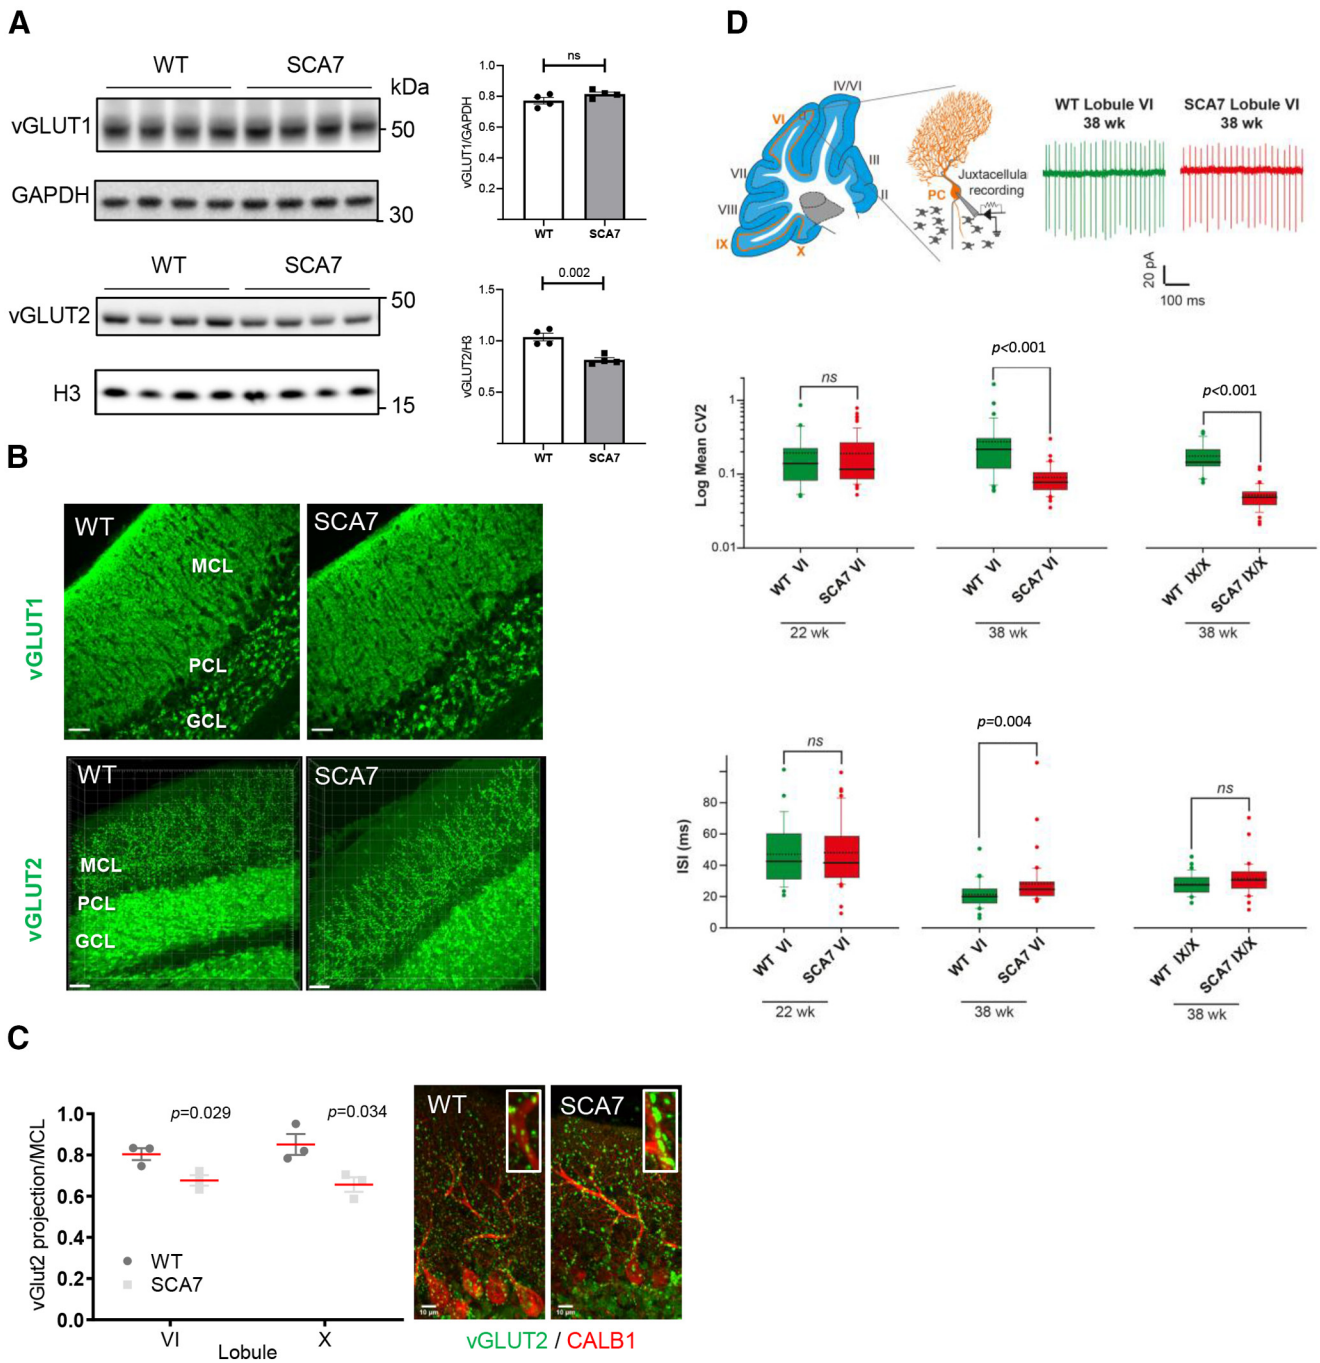 A
WT
SCA7
kDa
vGLUT1
50
GAPDH
30
WT
SCA7
50
vGLUT2
H3
15
ns
1.0
0.8
0.6
0.4
0.2
vGLUT1/GAPDH
WT
SCA7
0.002
1.5
1.0
0.5
vGLUT2/H3
WT
SCA7
B
vGLUT1
WT
MCL
PCL
GCL
SCA7
vGLUT2
WT
MCL
PCL
GCL
SCA7
C
1.0
0.8
0.6
0.4
0.2
0.0
vGlut2 projection/MCL
p=0.029
p=0.034
WT
SCA7
VI
X
Lobule
WT
10 µm
SCA7
10 µm
vGLUT2 / CALB1
D
IV/VI
VI
III
VII
II
VIII
IX
X
PC
Juxtacellula
recording
WT Lobule VI
38 wk
SCA7 Lobule VI
38 wk
20 pA
100 ms
Log Mean CV2
1
0.1
0.01
ns
p<0.001
p<0.001
WT VI
SCA7 VI
22 wk
WT VI
SCA7 VI
38 wk
WT IX/X
SCA7 IX/X
38 wk
ISI (ms)
80
60
40
20
0
ns
p=0.004
ns
WT VI
SCA7 VI
22 wk
WT VI
SCA7 VI
38 wk
WT IX/X
SCA7 IX/X
38 wk